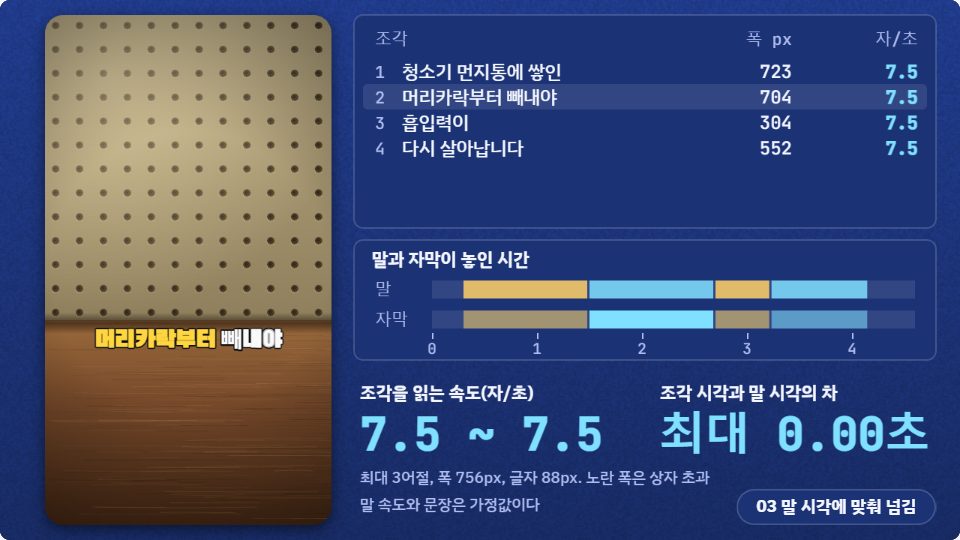 머리카락부터 빼내야
조각 폭 px 자/초
1 청소기 먼지통에 쌓인 723 7.5
2 머리카락부터 빼내야 704 7.5
3 흡입력이 304 7.5
4 다시 살아납니다 552 7.5
말과 자막이 놓인 시간
말
자막
0 1 2 3 4
조각을 읽는 속도(자/초)
7.5 ~ 7.5
조각 시각과 말 시각의 차
최대 0.00초
최대 3어절, 폭 756px, 글자 88px. 노란 폭은 상자 초과
말 속도와 문장은 가정값이다
03 말 시각에 맞춰 넘김